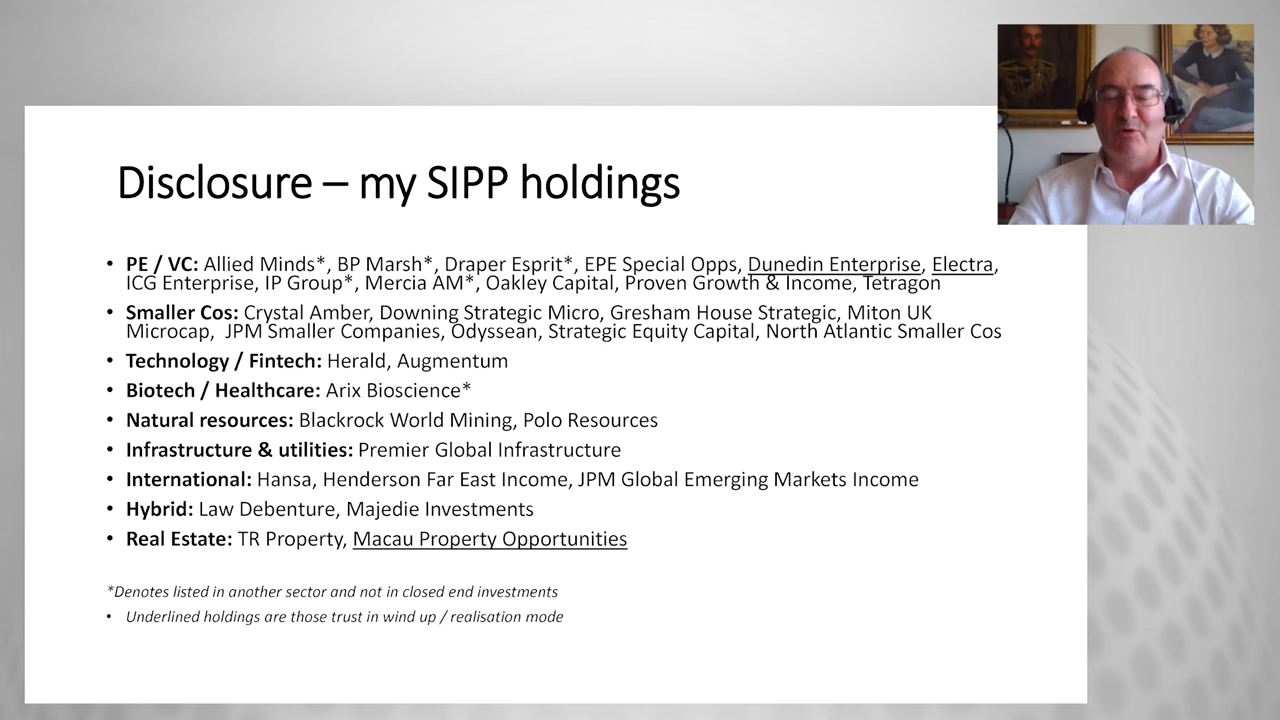 Disclosure – my SIPP holdings
• PE / VC: Allied Minds*, BP Marsh*, Draper Esprit*, EPE Special Opps, Dunedin Enterprise, Electra,
ICG Enterprise, IP Group*, Mercia AM*, Oakley Capital, Proven Growth & Income, Tetragon
• Smaller Cos: Crystal Amber, Downing Strategic Micro, Gresham House Strategic, Miton UK
Microcap,  JPM Smaller Companies, Odyssean, Strategic Equity Capital, North Atlantic Smaller Cos
• Technology / Fintech: Herald, Augmentum
• Biotech / Healthcare: Arix Bioscience*
• Natural resources: Blackrock World Mining, Polo Resources
• Infrastructure & utilities: Premier Global Infrastructure
• International: Hansa, Henderson Far East Income, JPM Global Emerging Markets Income
• Hybrid: Law Debenture, Majedie Investments
• Real Estate: TR Property, Macau Property Opportunities
*Denotes listed in another sector and not in closed end investments
• Underlined holdings are those trust in wind up / realisation mode